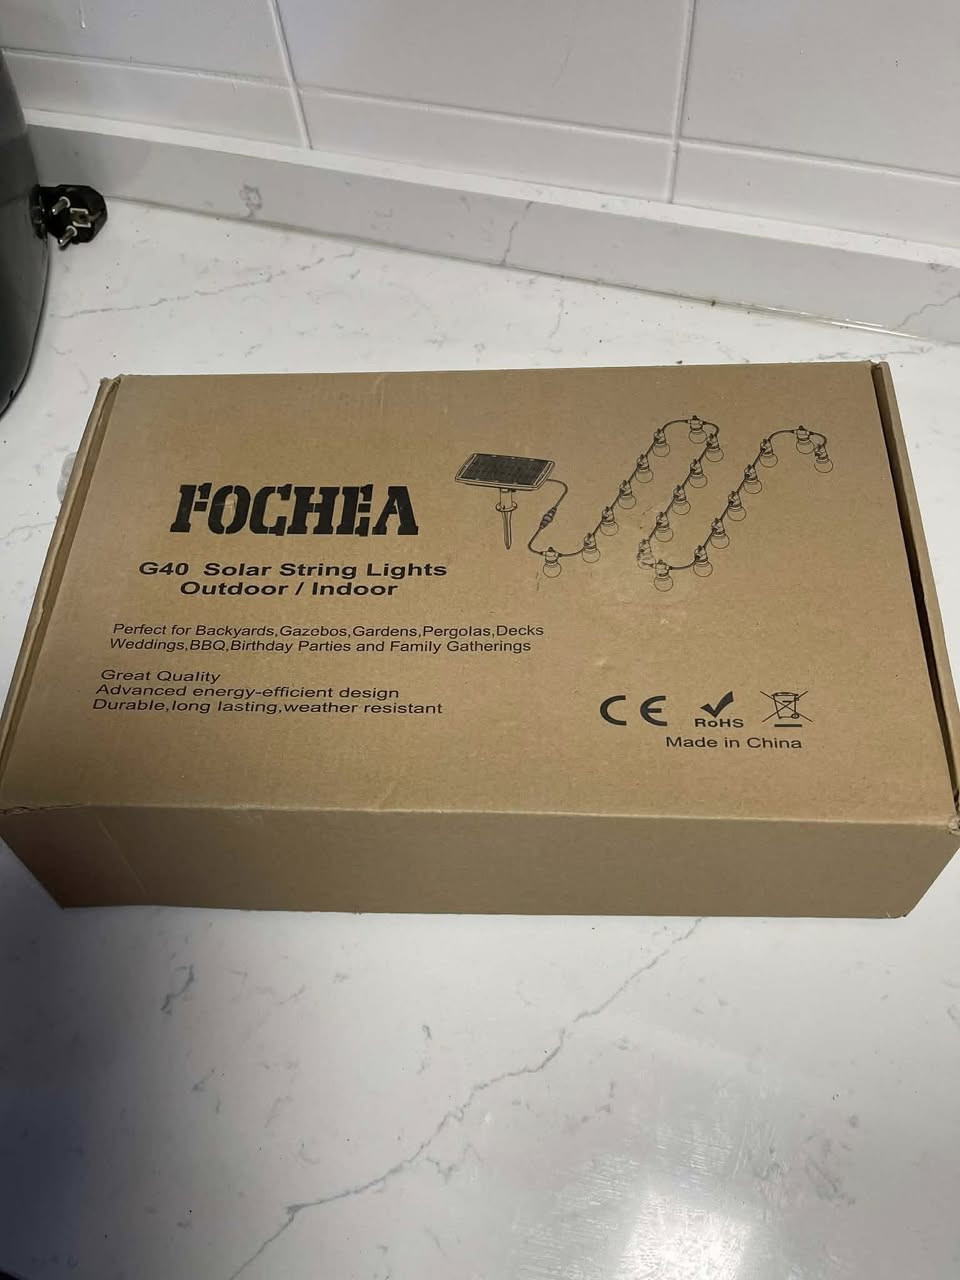 FOCHEA
G40 Solar String Lights
Outdoor / Indoor
Perfect for Backyards,Gazebos,Gardens,Pergolas,Decks
Weddings,BBQ,Birthday Parties and Family Gatherings
Great Quality
Advanced energy-efficient design
Durable,long lasting,weather resistant
CE
RoHS
Made in China